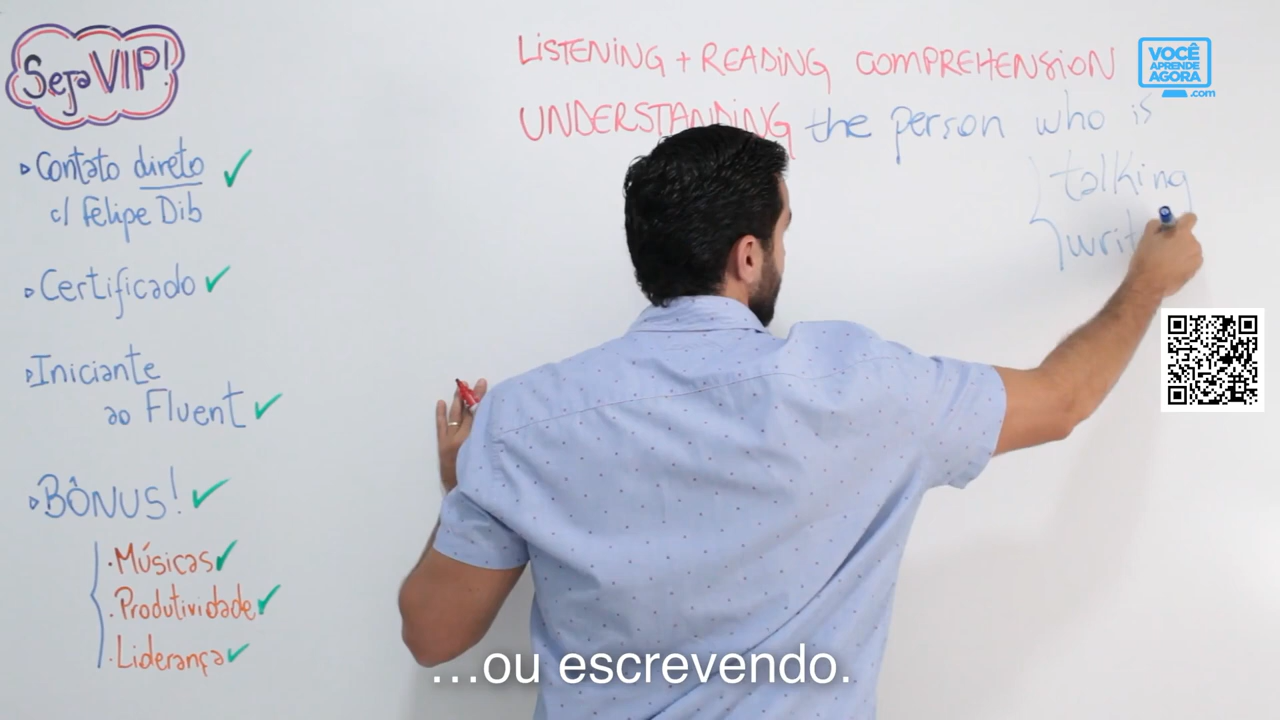 Seja VIP!
▹Contato direto ✓
c/ Felipe Dib
▹Certificado ✓
▹Iniciante
ao Fluent ✓
▹BÔNUS! ✓
·Músicas ✓
·Produtividade ✓
·Liderança ✓
LISTENING + READING COMPREHENSION
UNDERSTANDING the person who is
talking
writ
VOCÊ
APRENDE
AGORA
.com
...ou escrevendo.